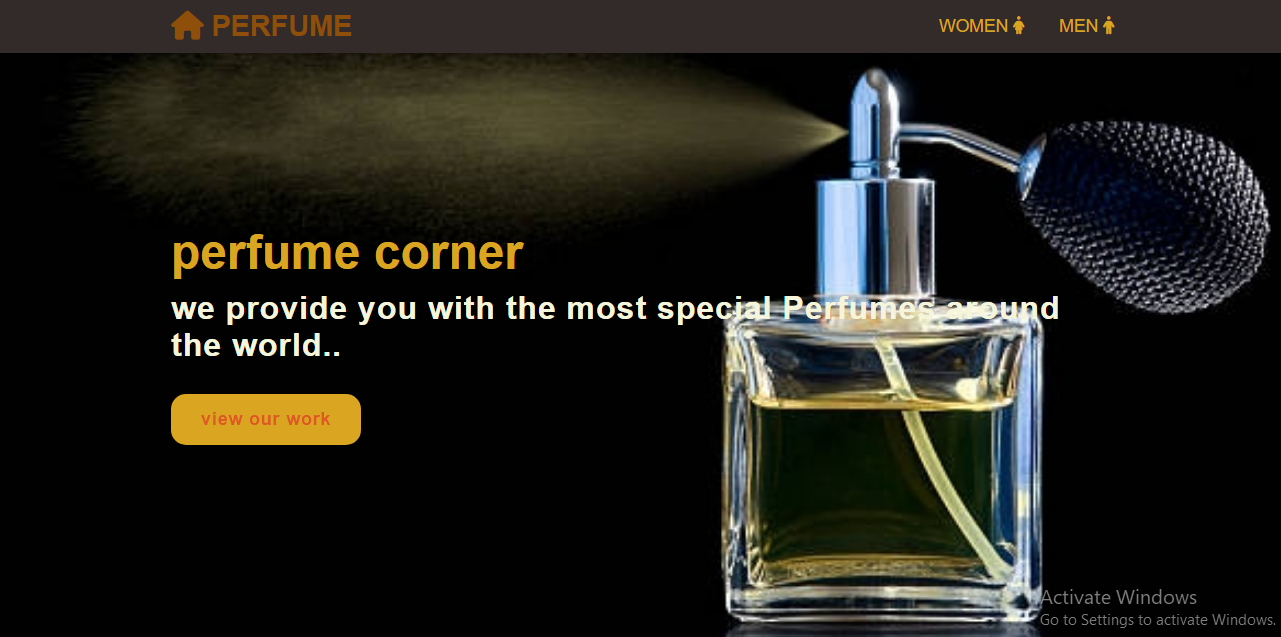 PERFUME
WOMEN
MEN
perfume corner
we provide you with the most special Perfumes around
the world..
view our work
Activate Windows
Go to Settings to activate Windows.